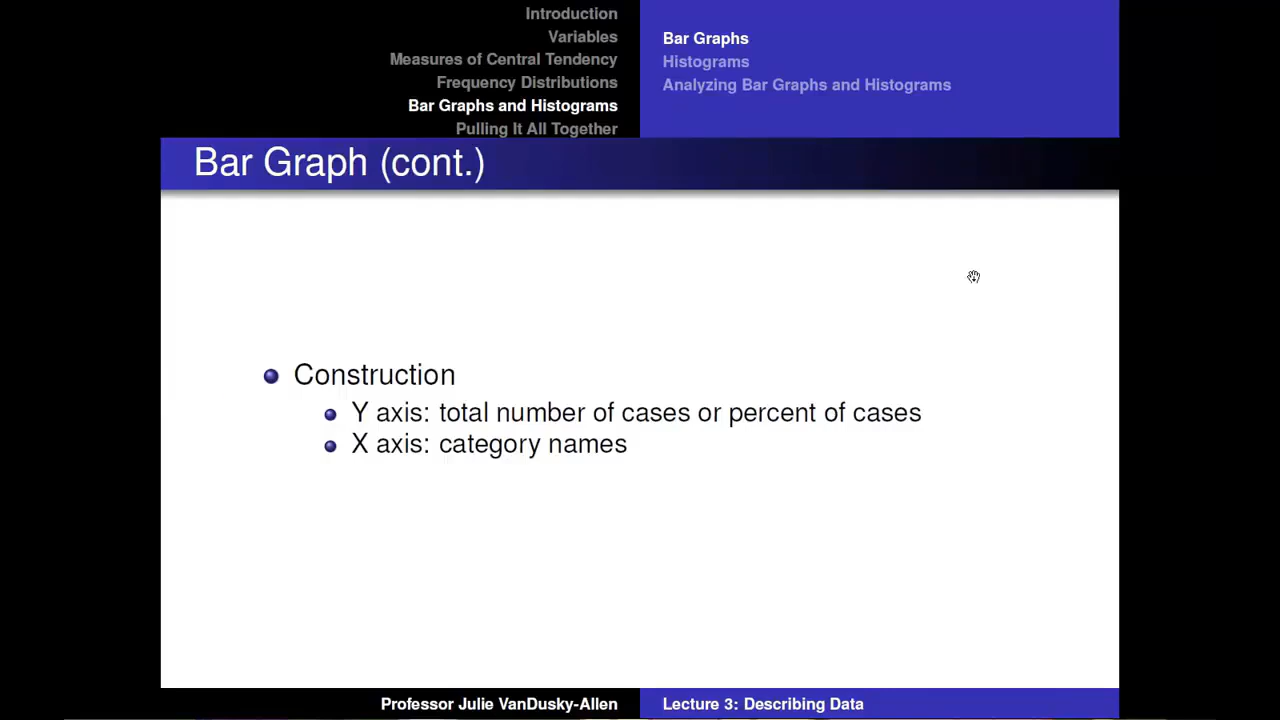 Introduction
Variables
Measures of Central Tendency
Frequency Distributions
Bar Graphs and Histograms
Pulling It All Together
Bar Graphs
Histograms
Analyzing Bar Graphs and Histograms
Bar Graph (cont.)
Construction
Y axis: total number of cases or percent of cases
X axis: category names
Professor Julie VanDusky-Allen
Lecture 3: Describing Data